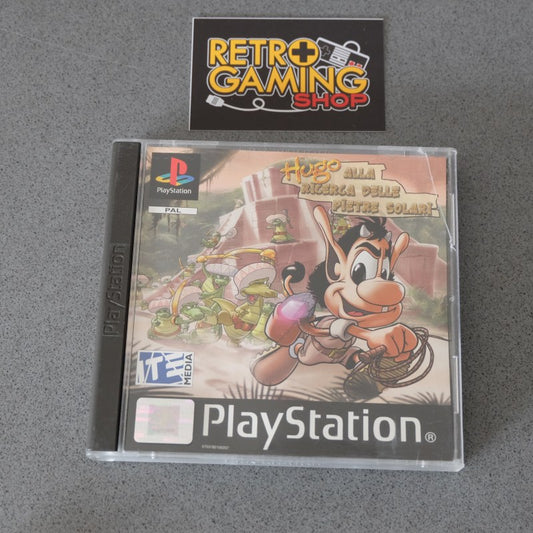 RETRO
GAMING
SHOP
PlayStation
PlayStation
PAL
Hugo ALLA
RICERCA DELLE
PIETRE SOLARI
ITE
MEDIA
PlayStation®